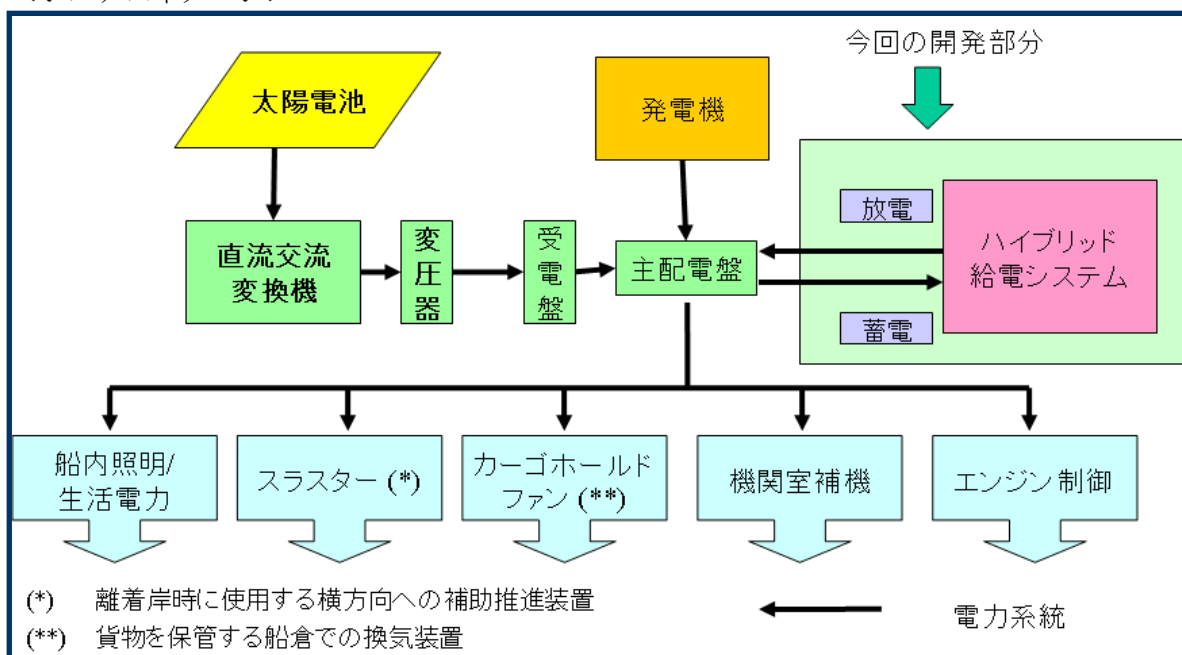 今回の開発部分
太陽電池
発電機
放電
ハイブリッド
給電システム
直流交流
変換機
変圧器
受電盤
主配電盤
蓄電
船内照明/
生活電力
スラスター (*)
カーゴホールド
ファン (**)
機関室補機
エンジン制御
(*) 離着岸時に使用する横方向への補助推進装置
(**) 貨物を保管する船倉での換気装置
電力系統